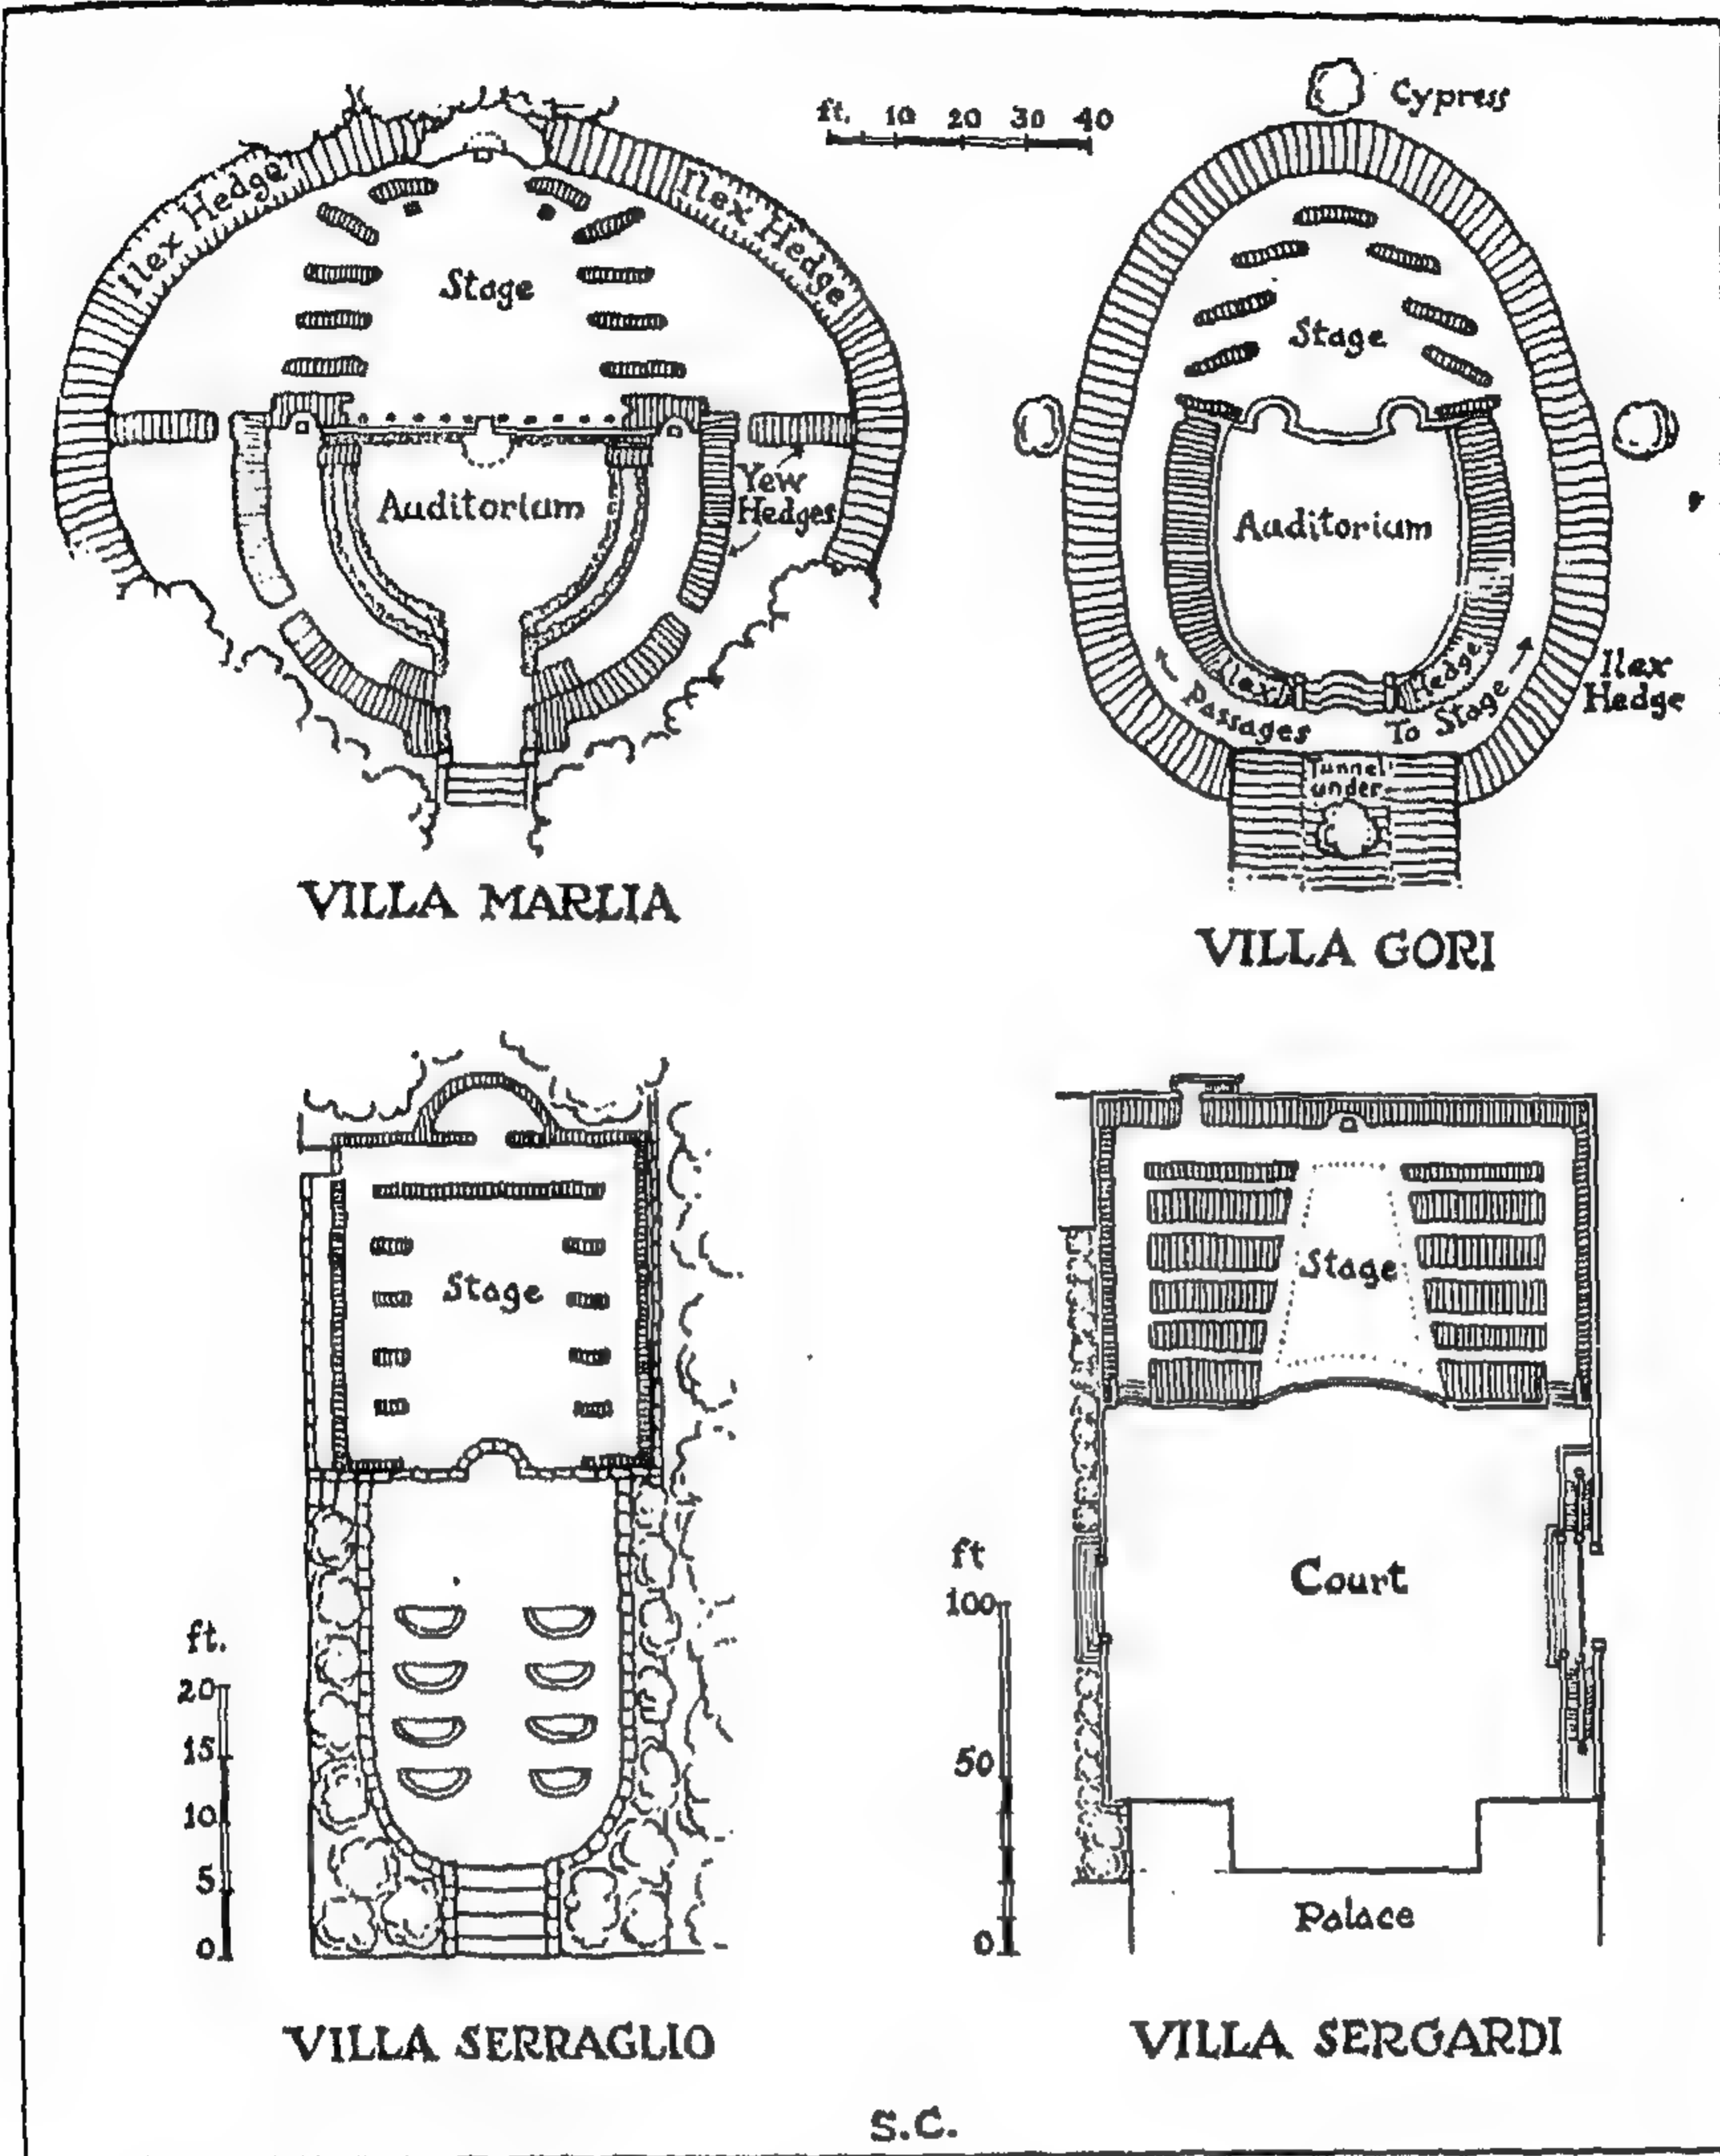 ft. 10 20 30 40
Cypress
Ilex Hedge
Ilex Hedge
Stage
Auditorium
Yew
Hedges
VILLA MARLIA
Stage
Auditorium
Ilex Hedge
Passages To Stage
Ilex
Hedge
Tunnel
under
VILLA GORI
Stage
ft.
20
15
10
5
0
VILLA SERRAGLIO
Stage
Court
ft
100
50
0
Palace
VILLA SERGARDI
S.C.